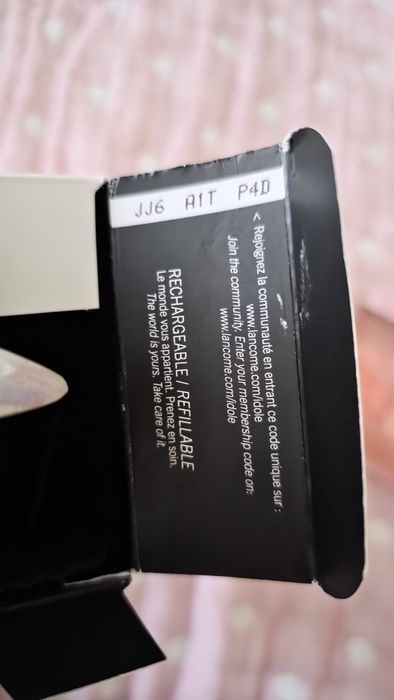 JJ6 A1T P4D
< Rejoignez la communauté en entrant ce code unique sur :
www.lancome.com/idole
Join the community. Enter your membership code on:
www.lancome.com/idole
RECHARGEABLE / REFILLABLE
Le monde vous appartient. Prenez en soin.
The world is yours. Take care of it.